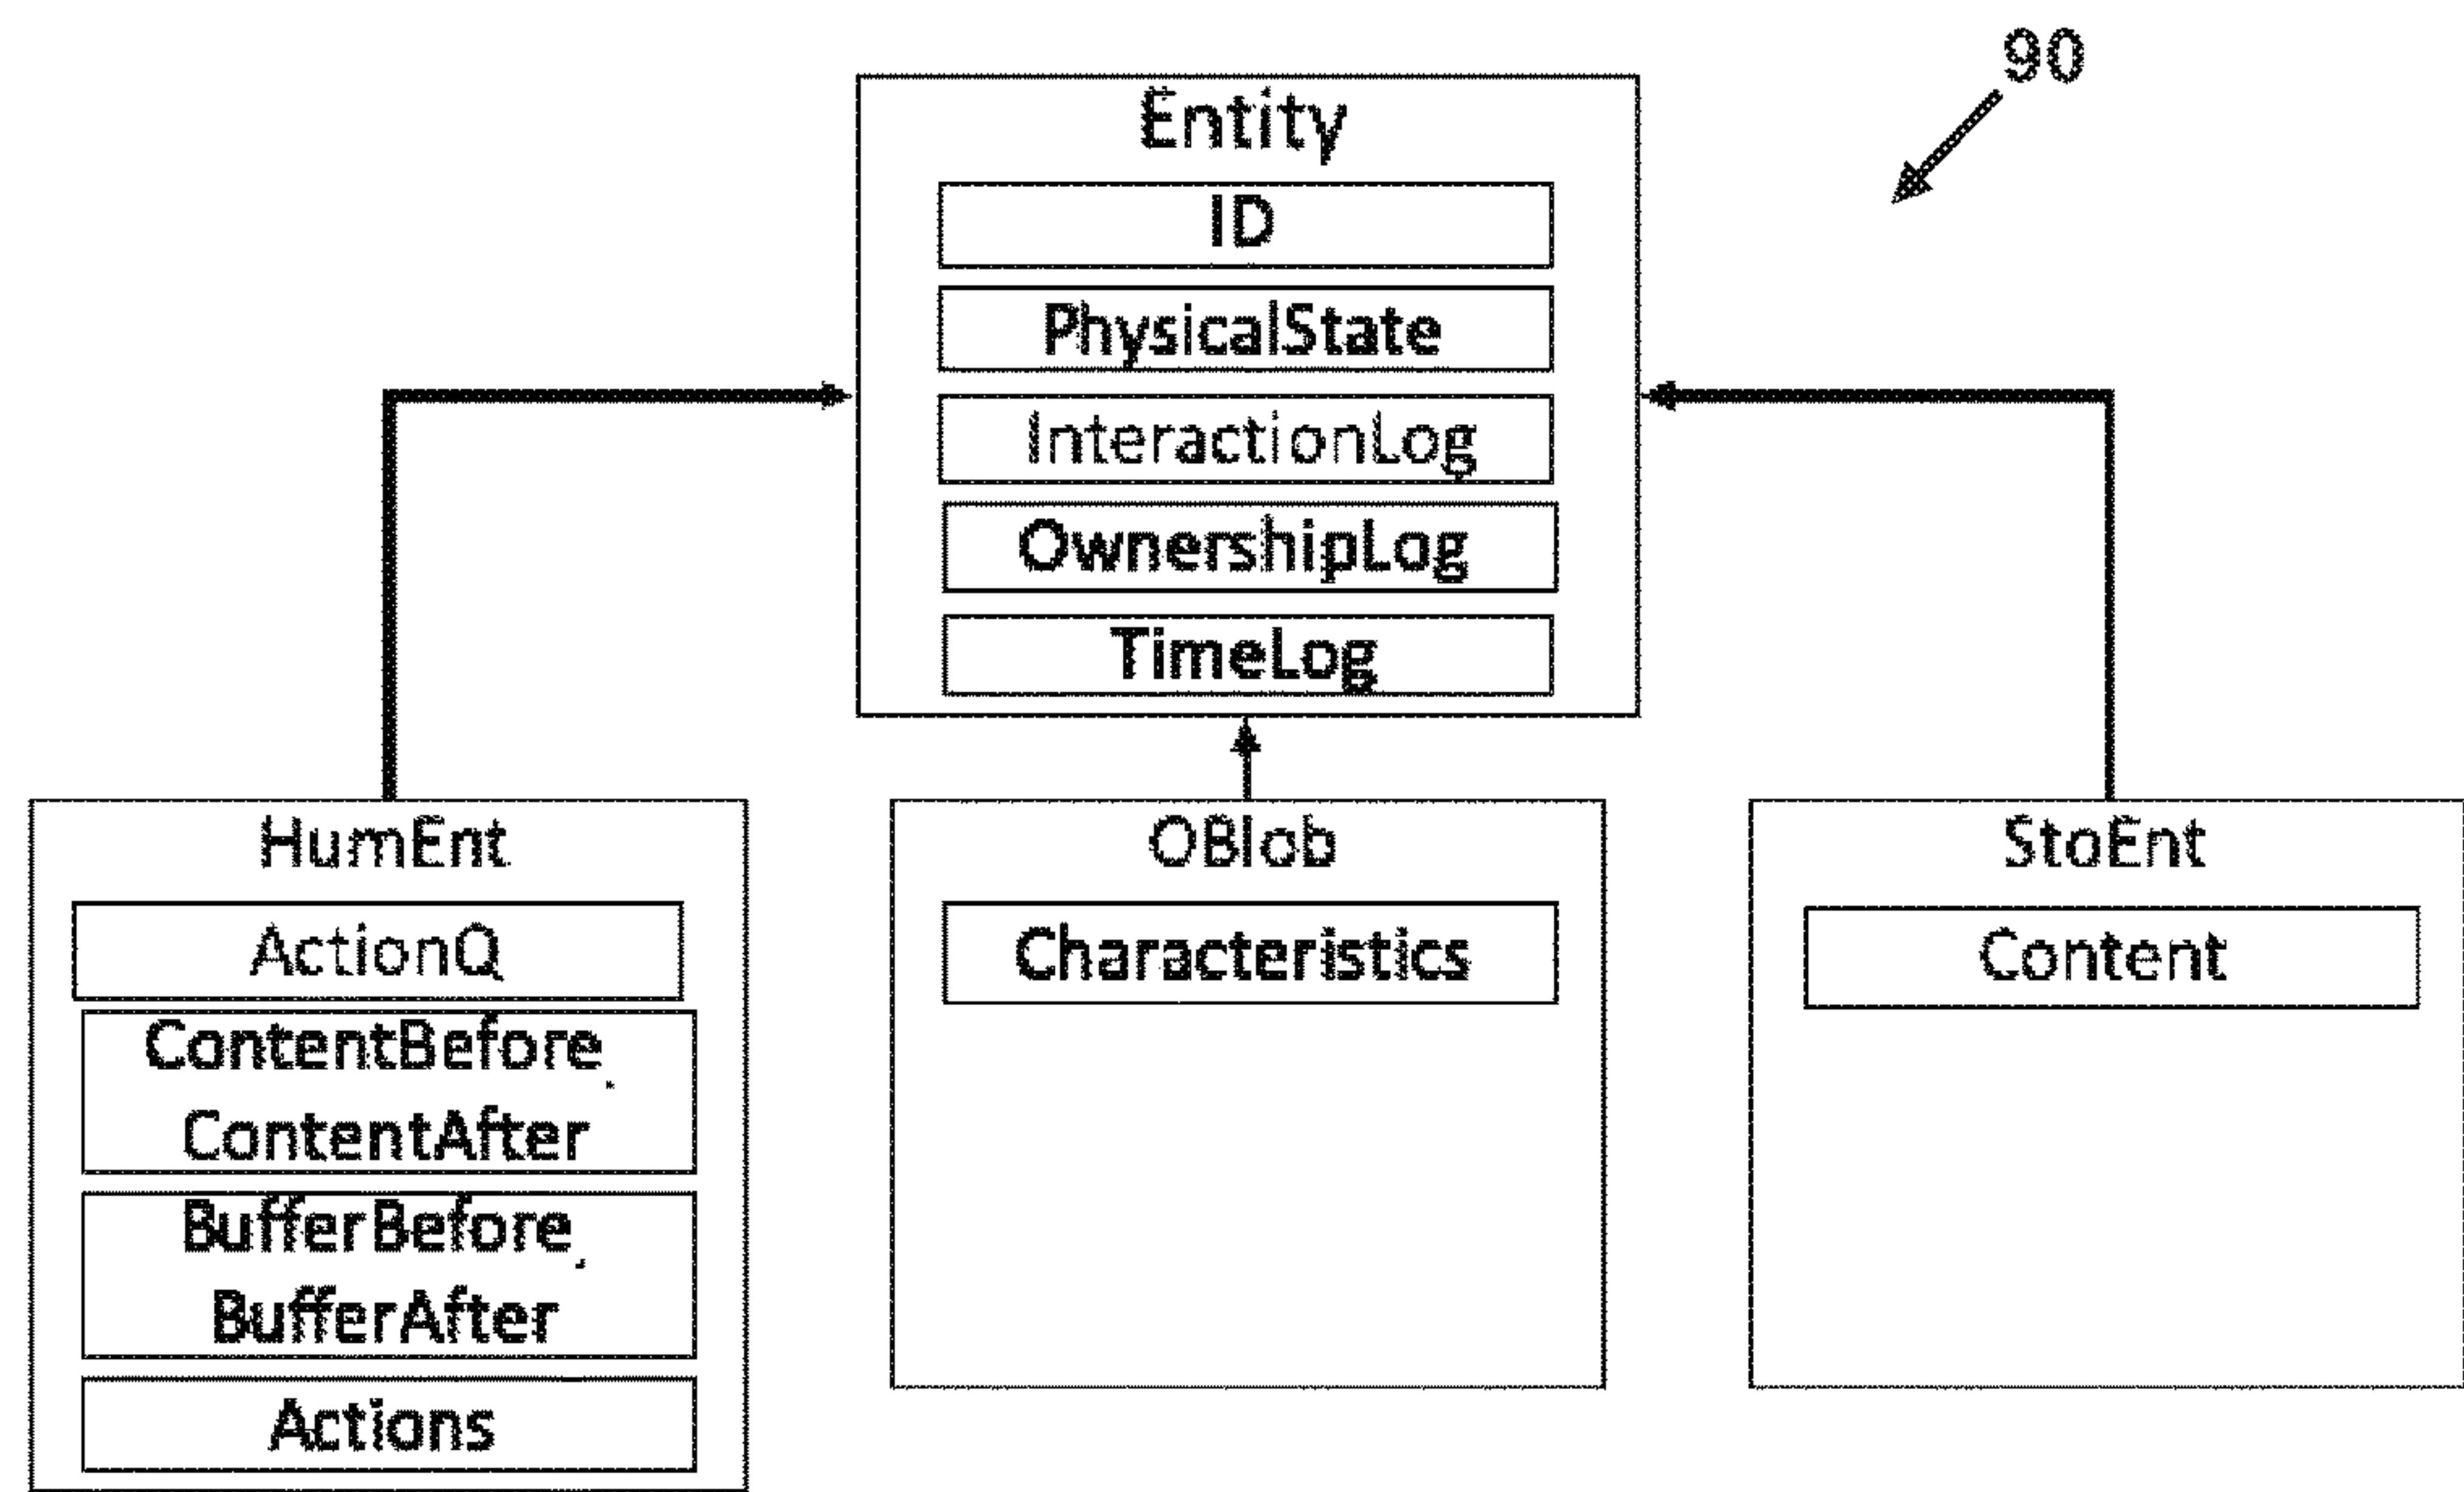 90
Entity
ID
PhysicalState
InteractionLog
OwnershipLog
TimeLog
HumEnt
ActionQ
ContentBefore,
ContentAfter
BufferBefore,
BufferAfter
Actions
OBlob
Characteristics
StoEnt
Content